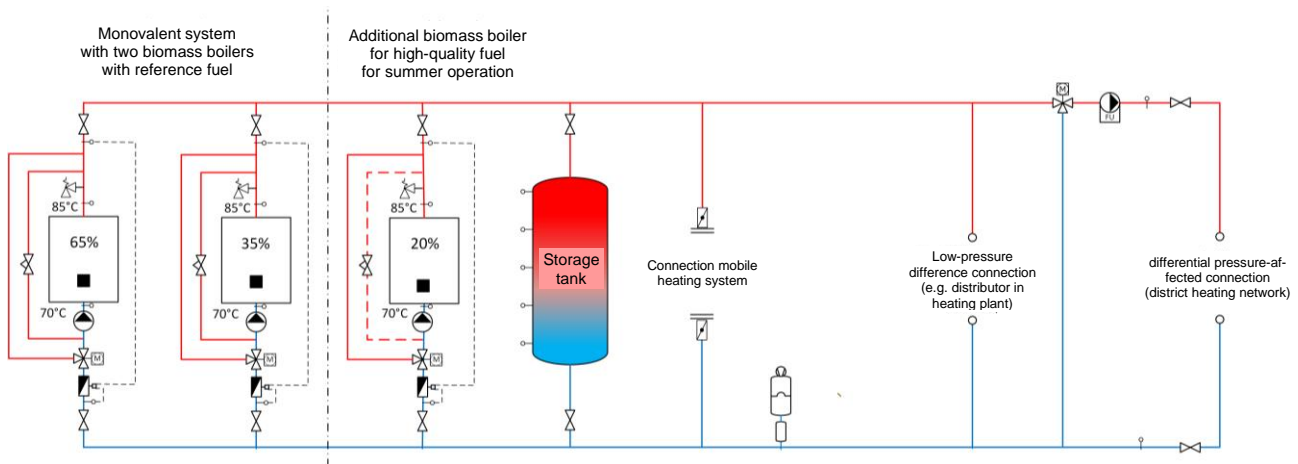 Monovalent system
with two biomass boilers
with reference fuel
Additional biomass boiler
for high-quality fuel
for summer operation
M
FU
85°C
85°C
85°C
65%
35%
20%
Storage
tank
Connection mobile
heating system
Low-pressure
difference connection
(e.g. distributor in
heating plant)
differential pressure-af-
fected connection
(district heating network)
70°C
70°C
70°C
M
M
M